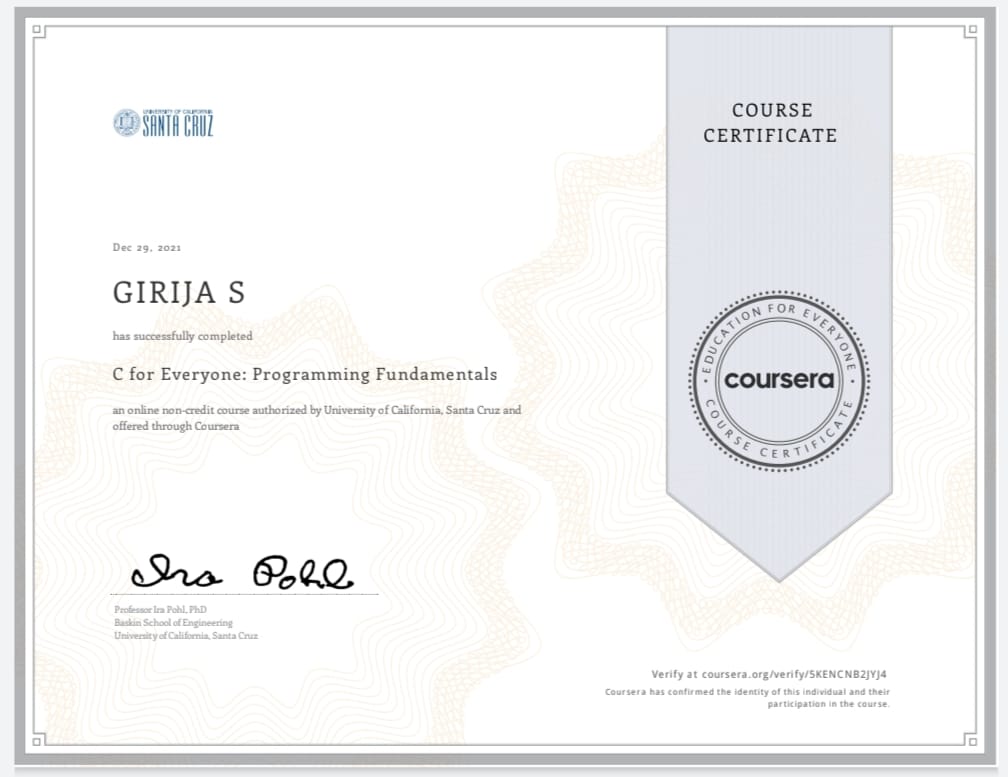 UNIVERSITY OF CALIFORNIA
SANTA CRUZ
COURSE
CERTIFICATE
Dec 29, 2021
GIRIJA S
has successfully completed
C for Everyone: Programming Fundamentals
an online non-credit course authorized by University of California, Santa Cruz and
offered through Coursera
EDUCATION FOR EVERYONE
coursera
COURSE CERTIFICATE
Ira Pohl
Professor Ira Pohl, PhD
Baskin School of Engineering
University of California, Santa Cruz
Verify at coursera.org/verify/5KENCNB2JYJ4
Coursera has confirmed the identity of this individual and their
participation in the course.